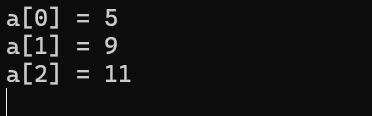 a[0] = 5
a[1] = 9
a[2] = 11